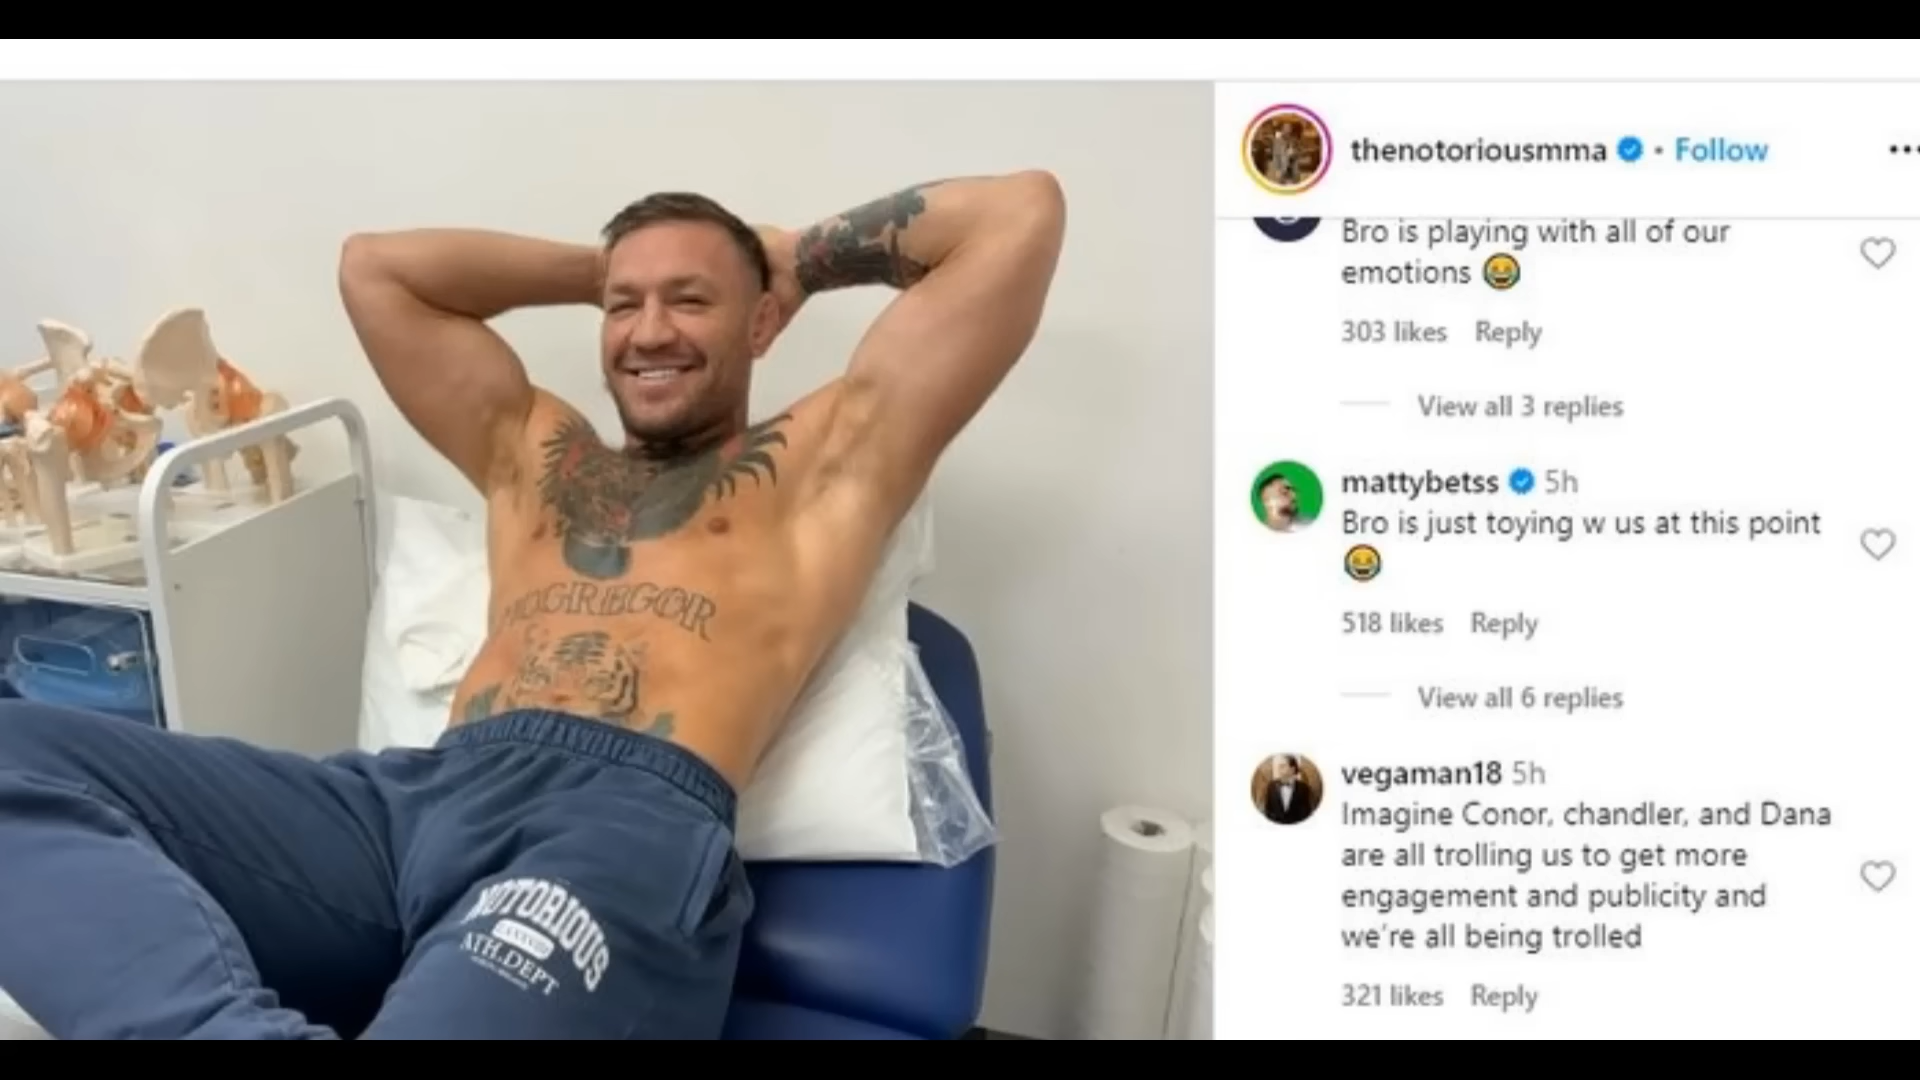 thenotoriousmma • Follow
Bro is playing with all of our
emotions 😂
303 likes Reply
View all 3 replies
mattybetss 5h
Bro is just toying w us at this point
😂
518 likes Reply
View all 6 replies
vegaman18 5h
Imagine Conor, chandler, and Dana
are all trolling us to get more
engagement and publicity and
we're all being trolled
321 likes Reply
MCGREGOR
NOTORIOUS
ATH.DEPT